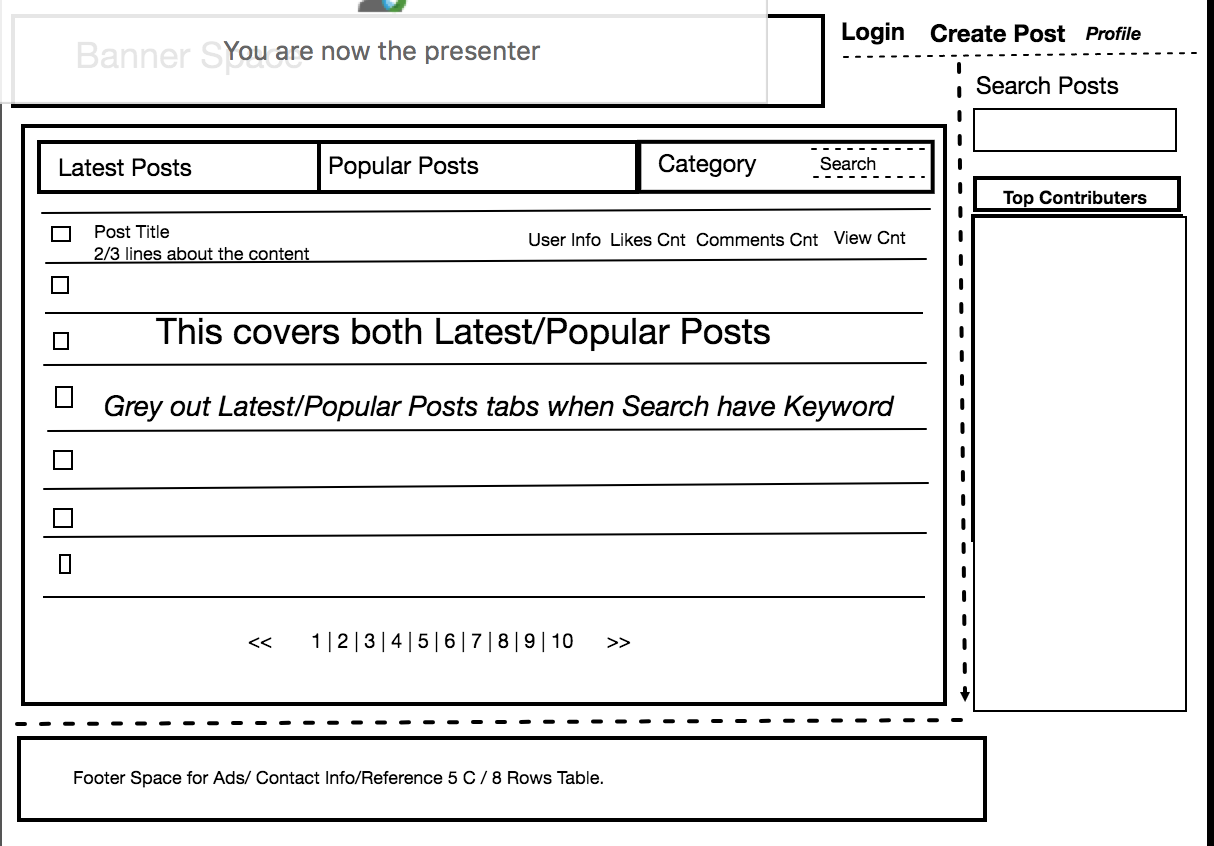 Banner Space
You are now the presenter
Login Create Post Profile
Search Posts
Latest Posts Popular Posts Category Search
Top Contributers
Post Title
2/3 lines about the content
User Info Likes Cnt Comments Cnt View Cnt
This covers both Latest/Popular Posts
Grey out Latest/Popular Posts tabs when Search have Keyword
<< 1 | 2 | 3 | 4 | 5 | 6 | 7 | 8 | 9 | 10 >>
Footer Space for Ads/ Contact Info/Reference 5 C / 8 Rows Table.